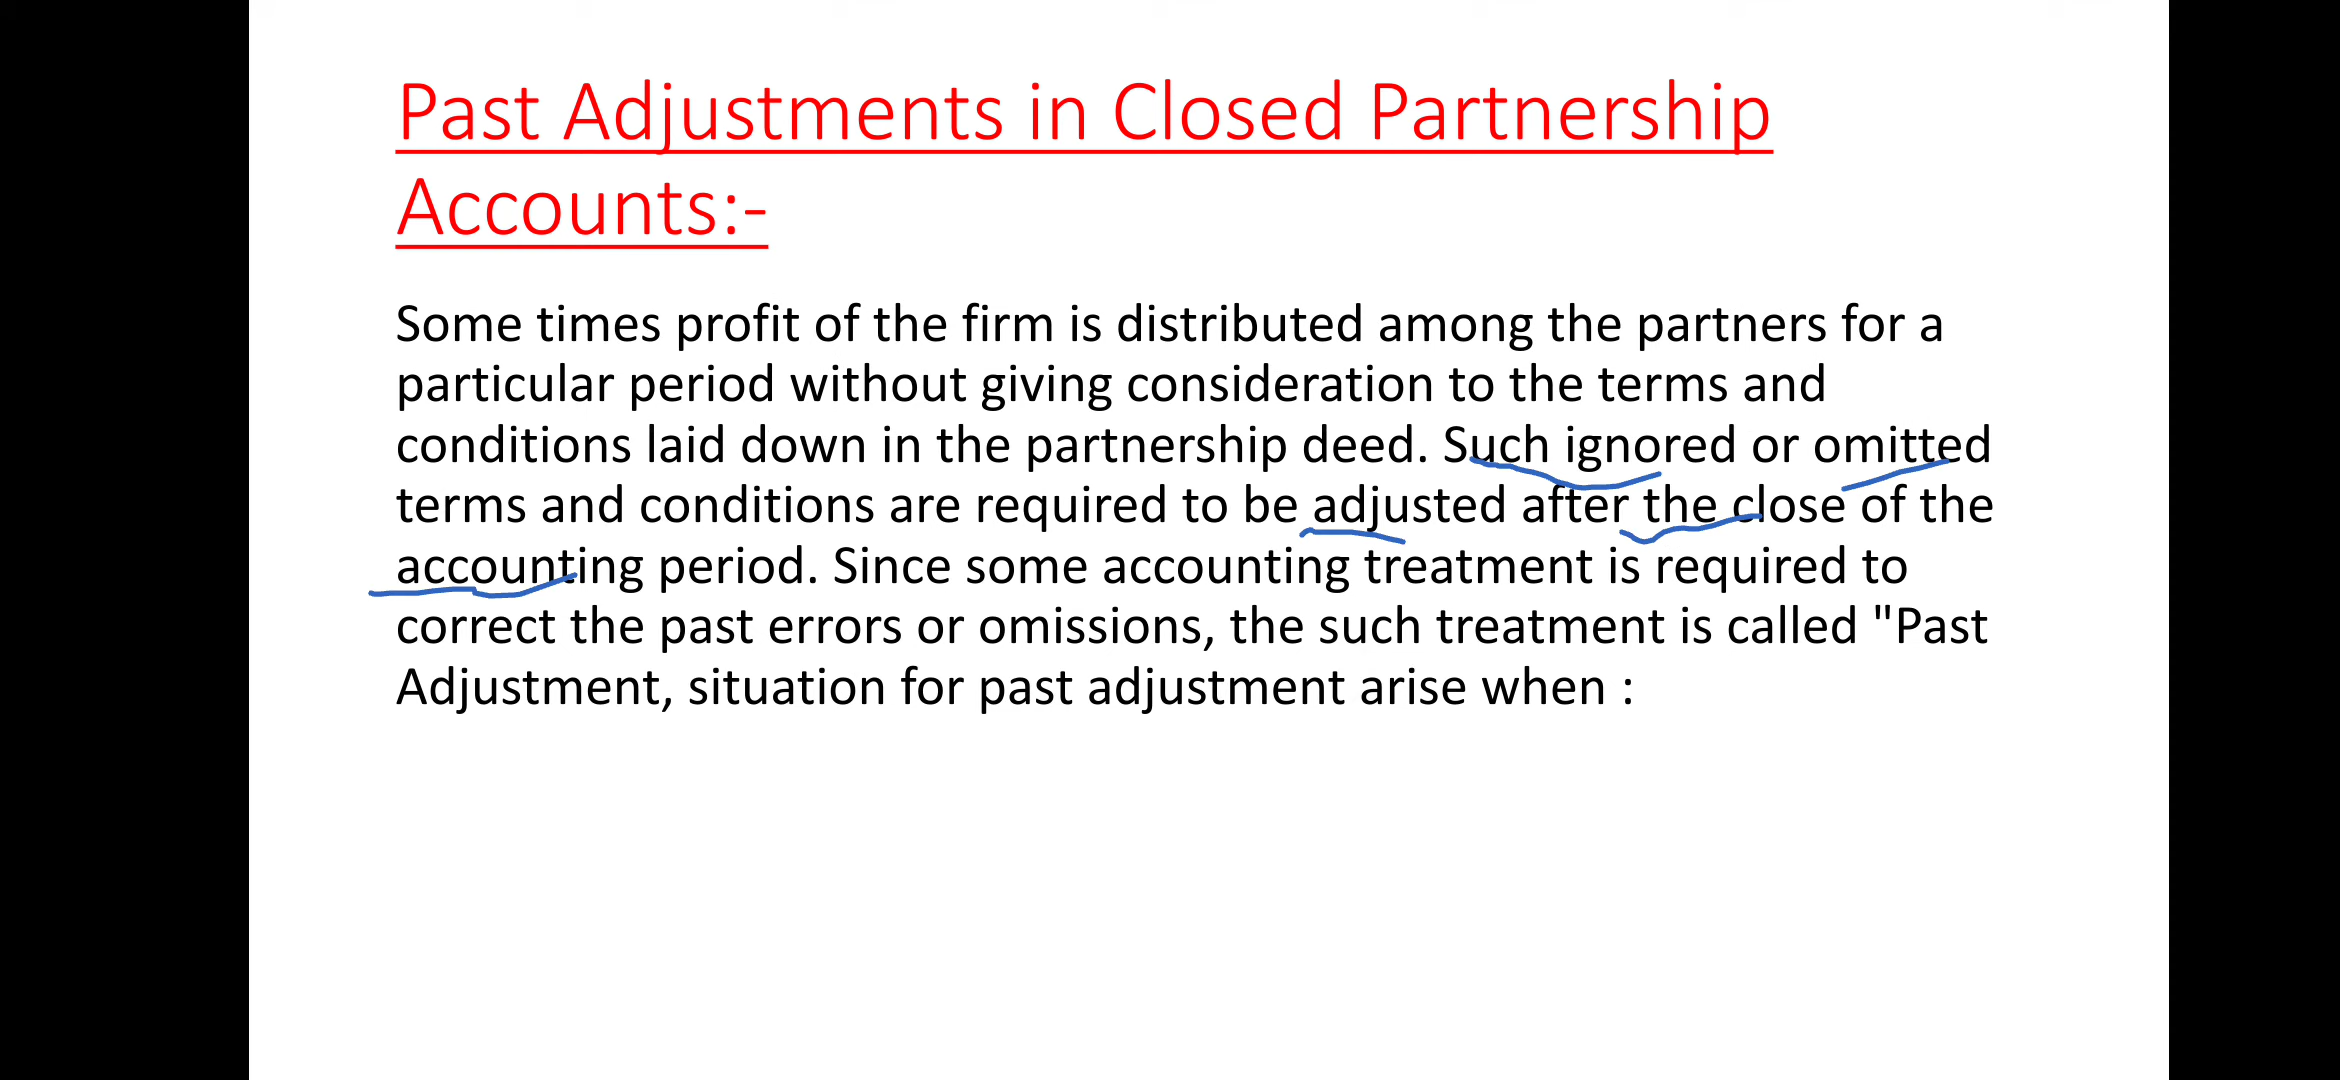 Past Adjustments in Closed Partnership
Accounts:-
Some times profit of the firm is distributed among the partners for a
particular period without giving consideration to the terms and
conditions laid down in the partnership deed. Such ignored or omitted
terms and conditions are required to be adjusted after the close of the
accounting period. Since some accounting treatment is required to
correct the past errors or omissions, the such treatment is called "Past
Adjustment, situation for past adjustment arise when :